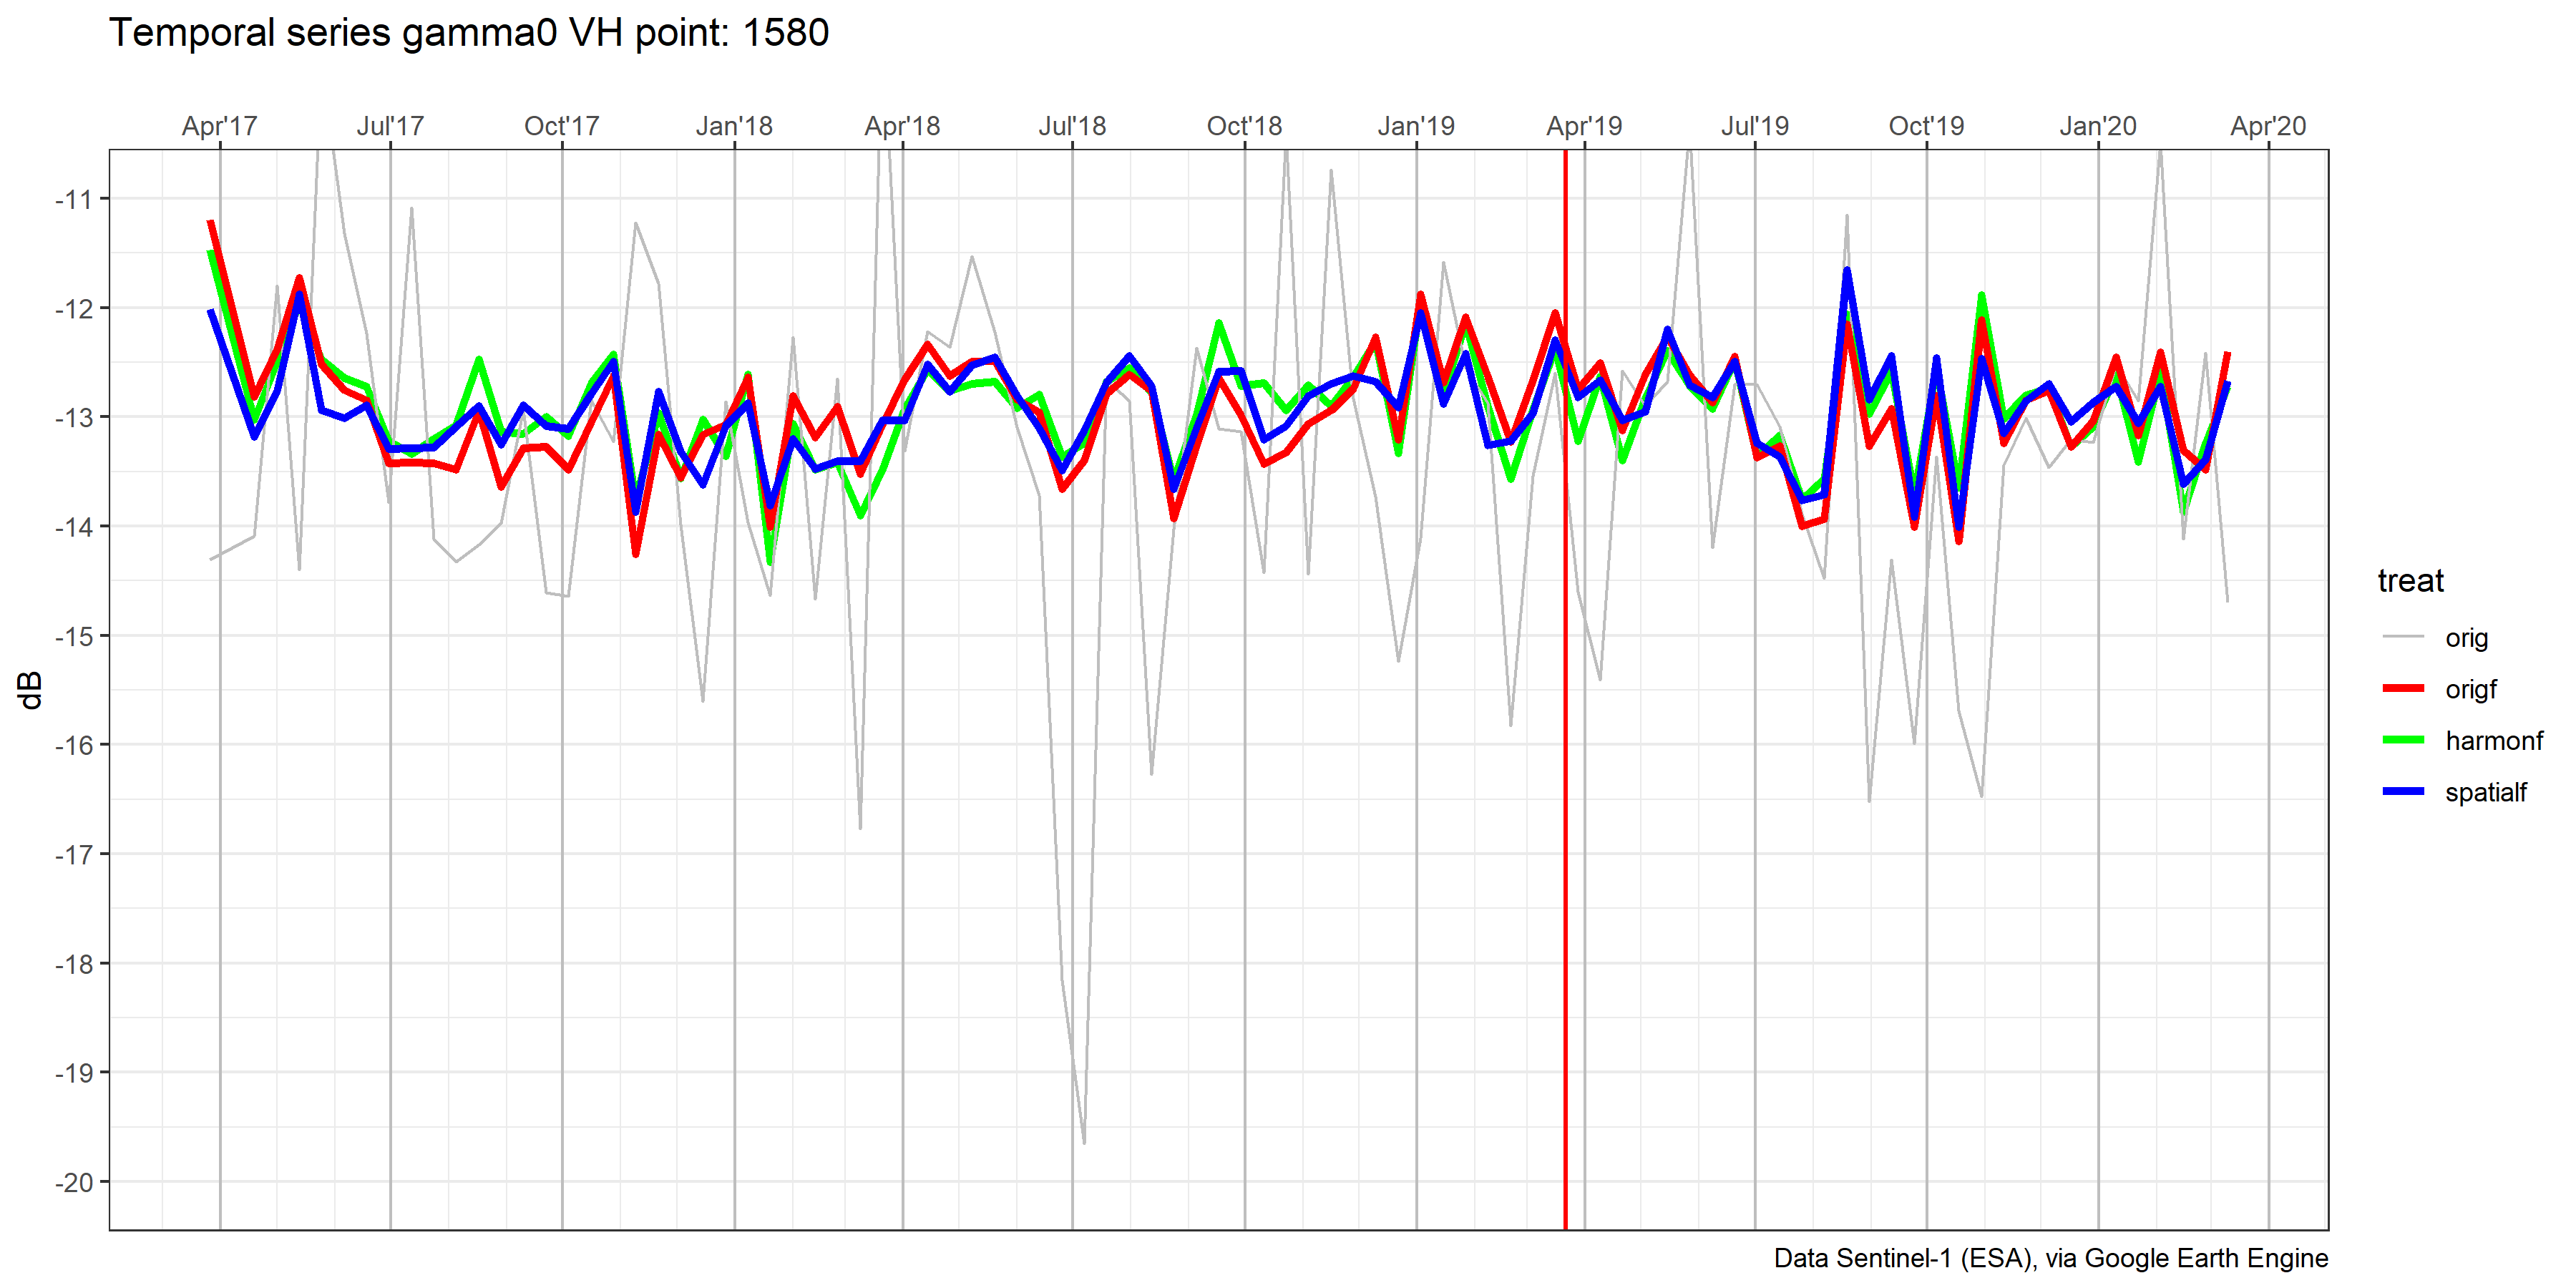 Temporal series gamma0 VH point: 1580
Apr'17 Jul'17 Oct'17 Jan'18 Apr'18 Jul'18 Oct'18 Jan'19 Apr'19 Jul'19 Oct'19 Jan'20 Apr'20
-11
-12
-13
-14
-15
-16
-17
-18
-19
-20
dB
treat
orig
origf
harmonf
spatialf
Data Sentinel-1 (ESA), via Google Earth Engine